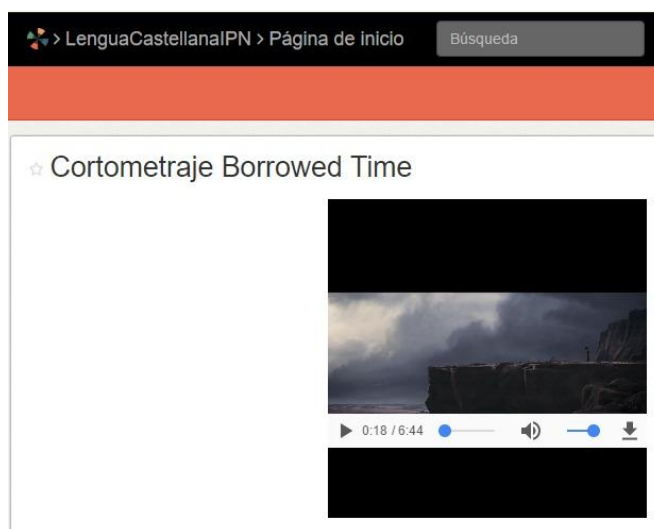 > LenguaCastellanaIPN > Página de inicio Búsqueda
Cortometraje Borrowed Time
0:18 / 6:44